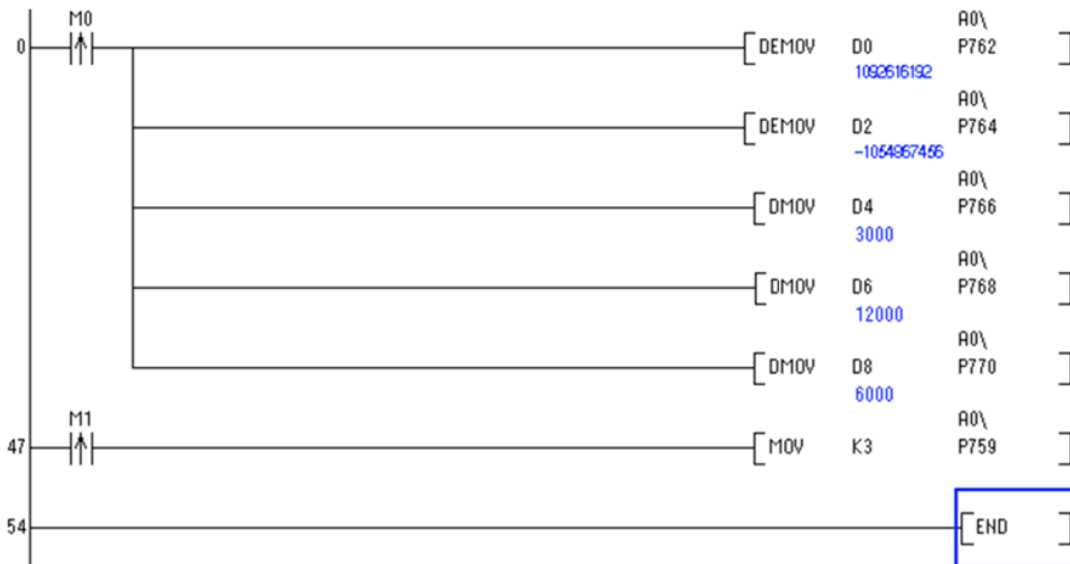 M0 A0\
0 DEMOV D0 P762
1092616192
A0\
DEMOV D2 P764
-1054867456
A0\
DMOV D4 P766
3000
A0\
DMOV D6 P768
12000
A0\
DMOV D8 P770
6000
M1 A0\
47 MOV K3 P759
54 END